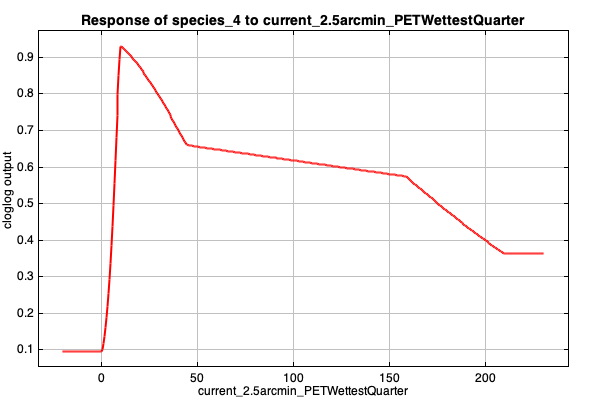 Response of species_4 to current_2.5arcmin_PETWettestQuarter
0.9
0.8
0.7
0.6
0.5
0.4
0.3
0.2
0.1
cloglog output
0 50 100 150 200
current_2.5arcmin_PETWettestQuarter